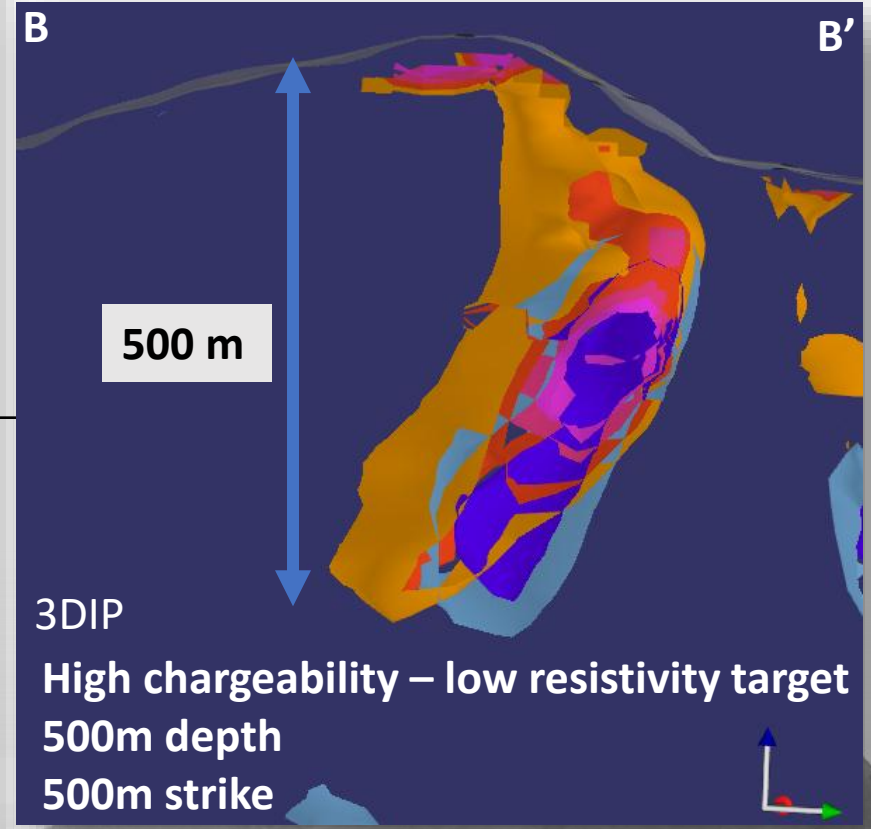 B B’
500 m
3DIP
High chargeability – low resistivity target
500m depth
500m strike